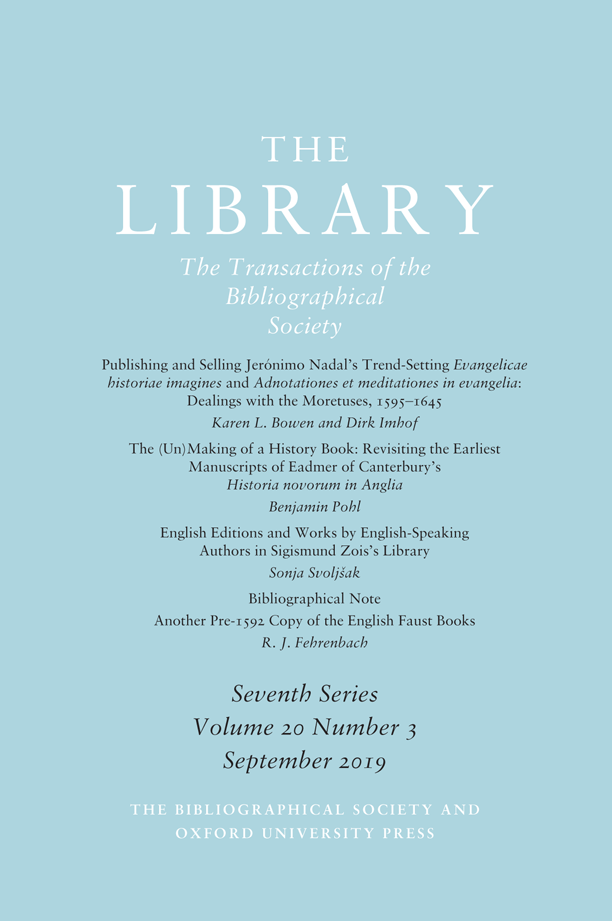 THE
LIBRARY
The Transactions of the
Bibliographical
Society
Publishing and Selling Jerónimo Nadal’s Trend-Setting Evangelicae
historiae imagines and Adnotationes et meditationes in evangelia:
Dealings with the Moretuses, 1595–1645
Karen L. Bowen and Dirk Imhof
The (Un)Making of a History Book: Revisiting the Earliest
Manuscripts of Eadmer of Canterbury’s
Historia novorum in Anglia
Benjamin Pohl
English Editions and Works by English-Speaking
Authors in Sigismund Zois’s Library
Sonja Svoljšak
Bibliographical Note
Another Pre-1592 Copy of the English Faust Books
R. J. Fehrenbach
Seventh Series
Volume 20 Number 3
September 2019
THE BIBLIOGRAPHICAL SOCIETY AND
OXFORD UNIVERSITY PRESS